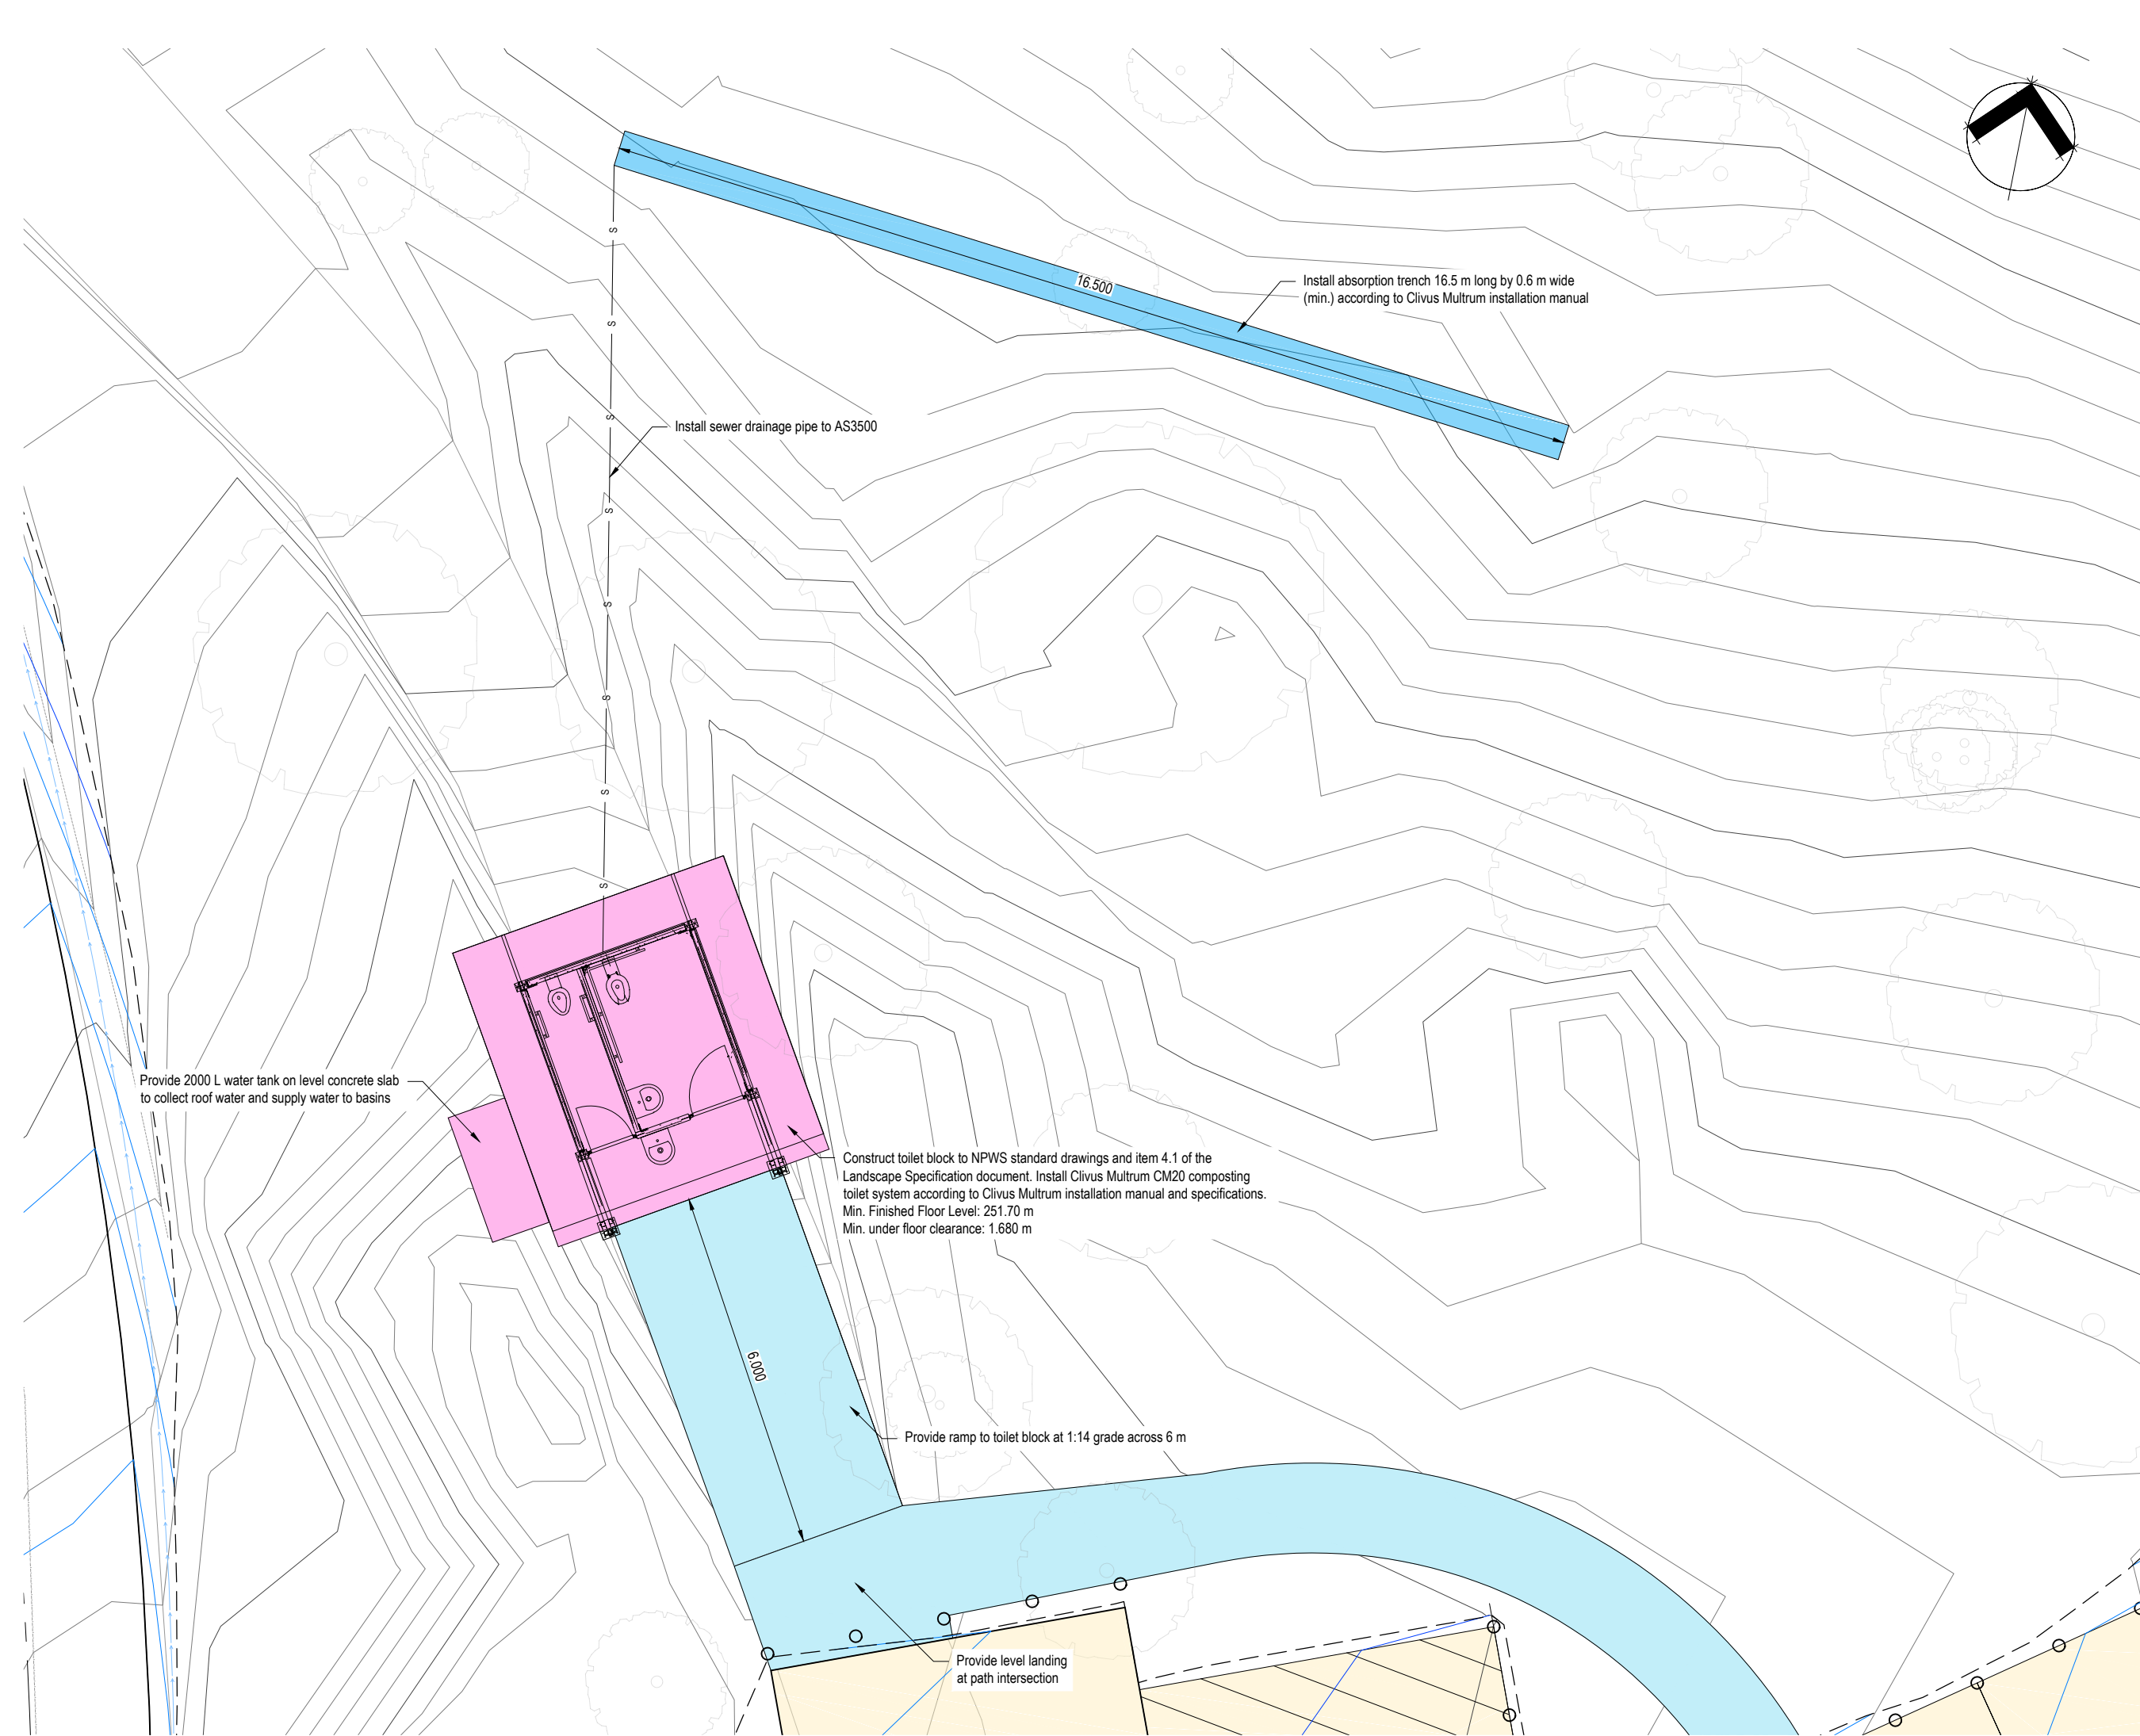 16.500
Install absorption trench 16.5 m long by 0.6 m wide
(min.) according to Clivus Multrum installation manual
S
S
S
Install sewer drainage pipe to AS3500
S
S
S
S
S
Provide 2000 L water tank on level concrete slab
to collect roof water and supply water to basins
Construct toilet block to NPWS standard drawings and item 4.1 of the
Landscape Specification document. Install Clivus Multrum CM20 composting
toilet system according to Clivus Multrum installation manual and specifications.
Min. Finished Floor Level: 251.70 m
Min. under floor clearance: 1.680 m
6.000
Provide ramp to toilet block at 1:14 grade across 6 m
Provide level landing
at path intersection